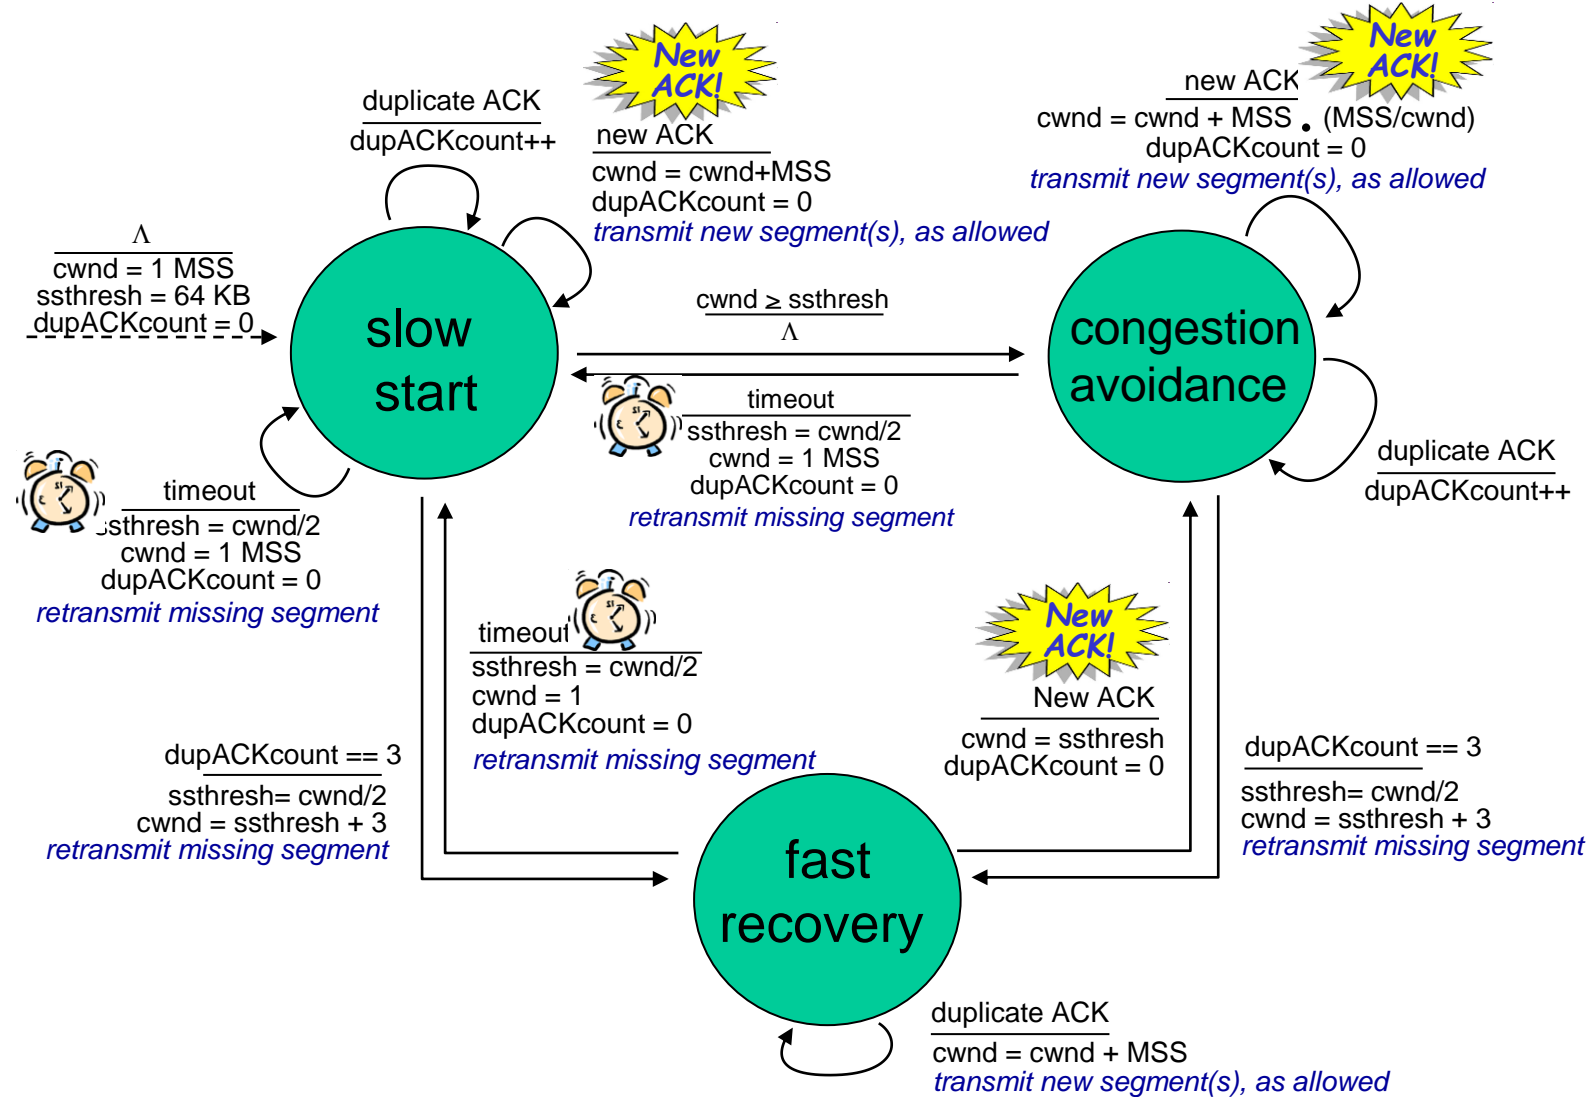 New
ACK!
duplicate ACK
dupACKcount++
new ACK
cwnd = cwnd+MSS
dupACKcount = 0
transmit new segment(s), as allowed
New
ACK!
new ACK
cwnd = cwnd + MSS • (MSS/cwnd)
dupACKcount = 0
transmit new segment(s), as allowed
Λ
cwnd = 1 MSS
ssthresh = 64 KB
dupACKcount = 0
slow
start
cwnd ≥ ssthresh
Λ
congestion
avoidance
timeout
ssthresh = cwnd/2
cwnd = 1 MSS
dupACKcount = 0
retransmit missing segment
duplicate ACK
dupACKcount++
timeout
ssthresh = cwnd/2
cwnd = 1 MSS
dupACKcount = 0
retransmit missing segment
timeout
ssthresh = cwnd/2
cwnd = 1
dupACKcount = 0
retransmit missing segment
New
ACK!
New ACK
cwnd = ssthresh
dupACKcount = 0
dupACKcount == 3
ssthresh= cwnd/2
cwnd = ssthresh + 3
retransmit missing segment
dupACKcount == 3
ssthresh= cwnd/2
cwnd = ssthresh + 3
retransmit missing segment
fast
recovery
duplicate ACK
cwnd = cwnd + MSS
transmit new segment(s), as allowed